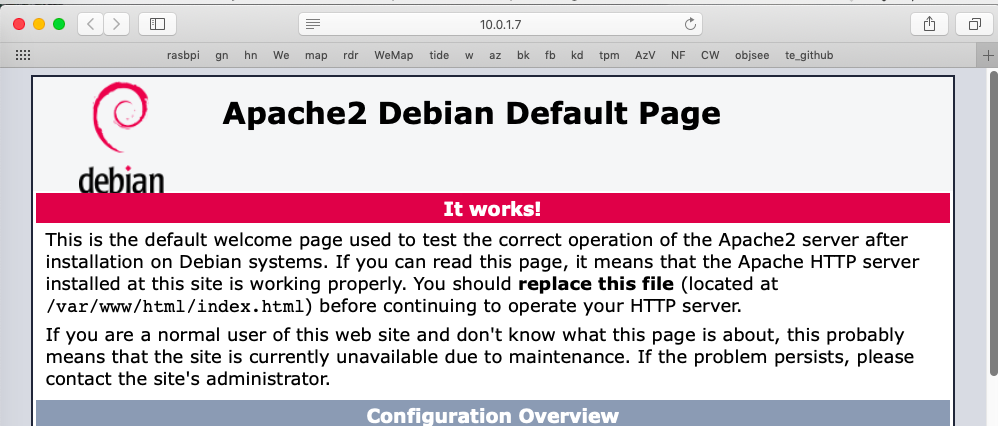 10.0.1.7
rasbpi gn hn We map rdr WeMap tide w az bk fb kd tpm AzV NF CW objsee te_github
Apache2 Debian Default Page
debian
It works!
This is the default welcome page used to test the correct operation of the Apache2 server after
installation on Debian systems. If you can read this page, it means that the Apache HTTP server
installed at this site is working properly. You should replace this file (located at
/var/www/html/index.html) before continuing to operate your HTTP server.
If you are a normal user of this web site and don't know what this page is about, this probably
means that the site is currently unavailable due to maintenance. If the problem persists, please
contact the site's administrator.
Configuration Overview